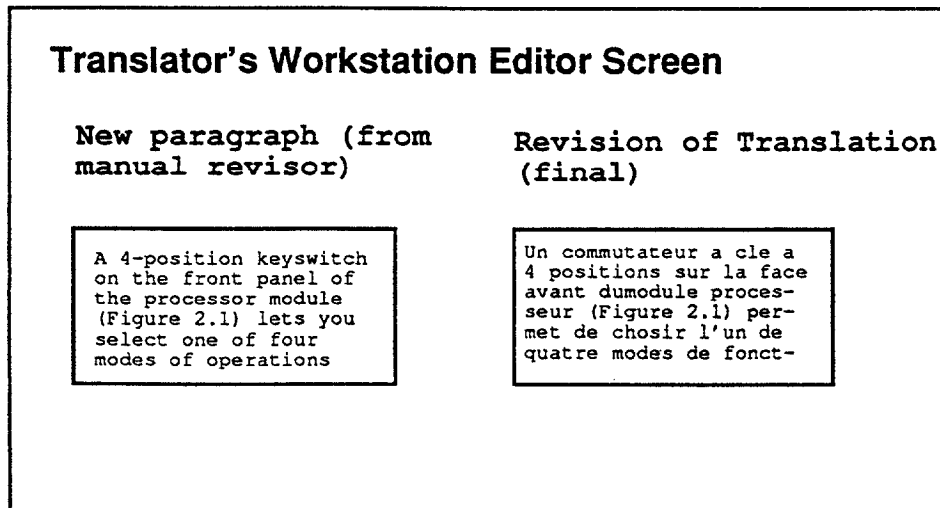 Translator's Workstation Editor Screen
New paragraph (from
manual revisor)
A 4-position keyswitch
on the front panel of
the processor module
(Figure 2.1) lets you
select one of four
modes of operations
Revision of Translation
(final)
Un commutateur a cle a
4 positions sur la face
avant dumodule proces-
seur (Figure 2.1) per-
met de chosir l'un de
quatre modes de fonct-